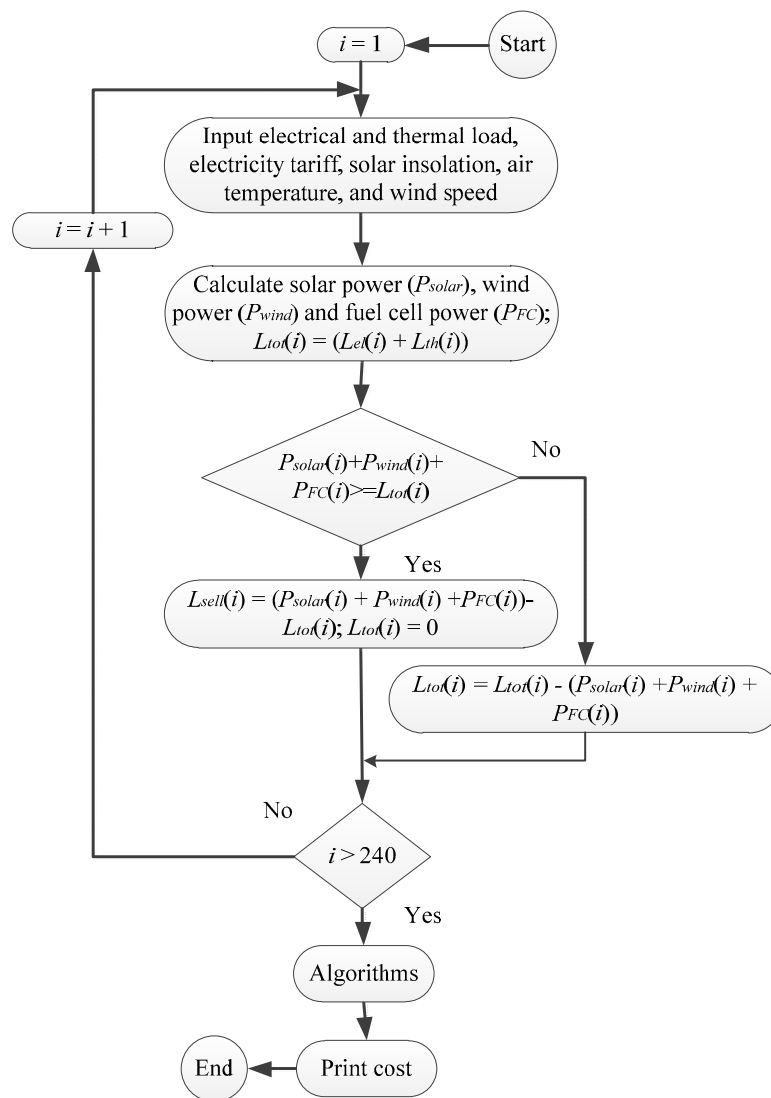 Start
i = 1
Input electrical and thermal load,
electricity tariff, solar insolation, air
temperature, and wind speed
i = i + 1
Calculate solar power (Psolar), wind
power (Pwind) and fuel cell power (PFC);
Ltot(i) = (Lel(i) + Lth(i))
No
Psolar(i)+Pwind(i)+
PFC(i)>=Ltot(i)
Yes
Lsell(i) = (Psolar(i) + Pwind(i) +PFC(i))-
Ltot(i); Ltot(i) = 0
Ltot(i) = Ltot(i) - (Psolar(i) +Pwind(i) +
PFC(i))
No
i > 240
Yes
Algorithms
End
Print cost